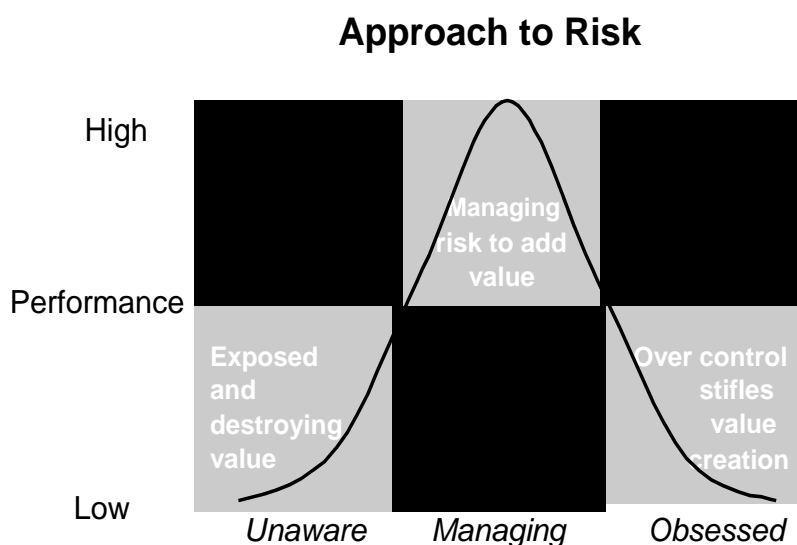 Approach to Risk
High
Managing
risk to add
value
Performance
Exposed
and
destroying
value
Over control
stifles
value
creation
Low
Unaware
Managing
Obsessed